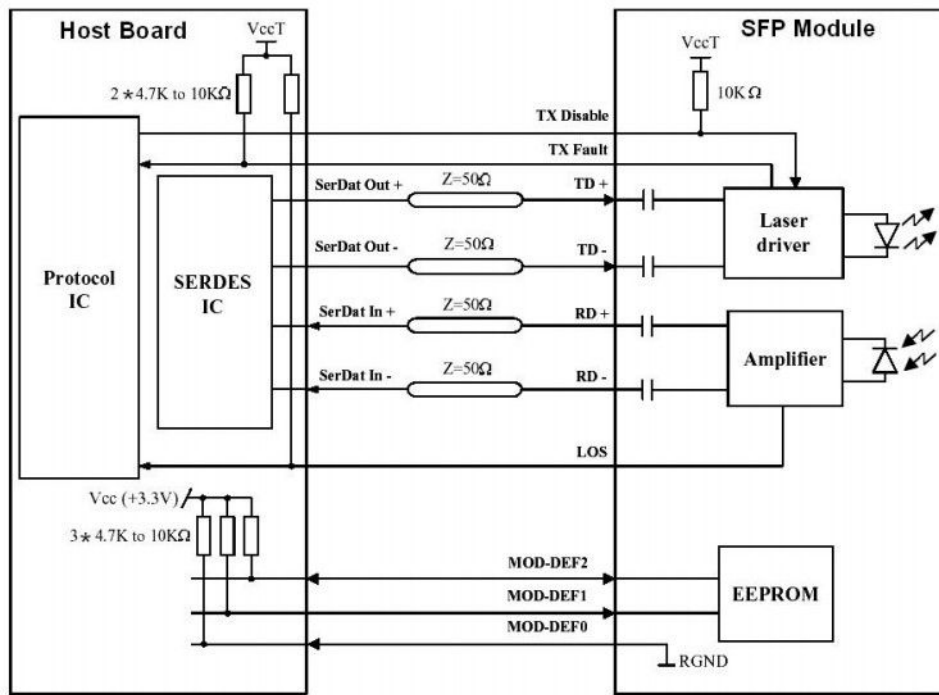 Host Board
SFP Module
VccT
VccT
2*4.7K to 10KΩ
10KΩ
TX Disable
TX Fault
SerDat Out +
Z=50Ω
TD +
Laser
driver
SerDat Out -
Z=50Ω
TD -
Protocol
IC
SERDES
IC
SerDat In +
Z=50Ω
RD +
Amplifier
SerDat In -
Z=50Ω
RD -
LOS
Vcc (+3.3V)
3*4.7K to 10KΩ
MOD-DEF2
MOD-DEF1
MOD-DEF0
EEPROM
RGND